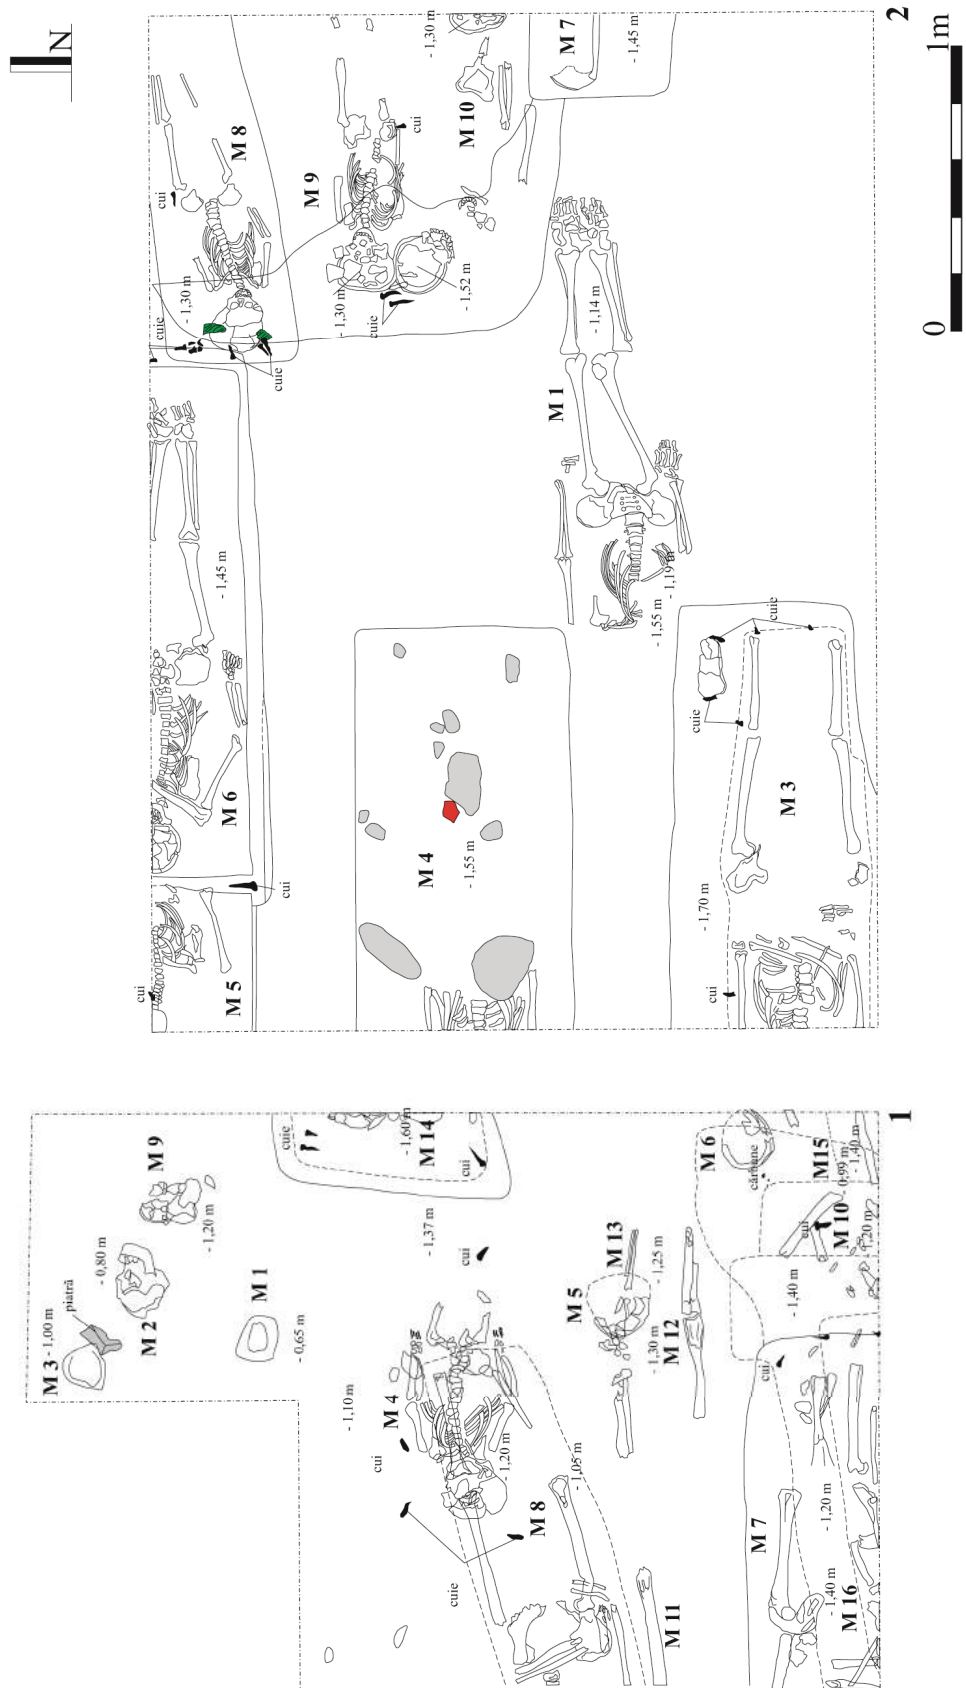 N
2
1m
0
- 1,30 m
M 7
- 1,45 m
M 10
cui
M 8
cui
M 9
- 1,30 m
cuie
- 1,30 m
cuie
- 1,52 m
cuie
- 1,14 m
M 1
- 1,45 m
- 1,19 m
- 1,55 m
cuie
cuie
M 6
M 4
- 1,55 m
M 3
cui
- 1,70 m
cui
M 5
cui
1
M 9
- 1,20 m
- 0,80 m
piatră
- 1,00 m
M 3
M 2
M 1
- 0,65 m
cuie
- 1,60 m
M 14
cui
- 1,37 m
cui
M 6
cărbune
M15
- 1,40 m
- 0,99 m
cui
M 10
- 1,20 m
M 13
M 5
- 1,25 m
- 1,30 m
M 12
- 1,40 m
cui
- 1,10 m
M 4
cui
- 1,20 m
- 1,05 m
M 8
cuie
M 7
- 1,20 m
- 1,40 m
M 16
M 11